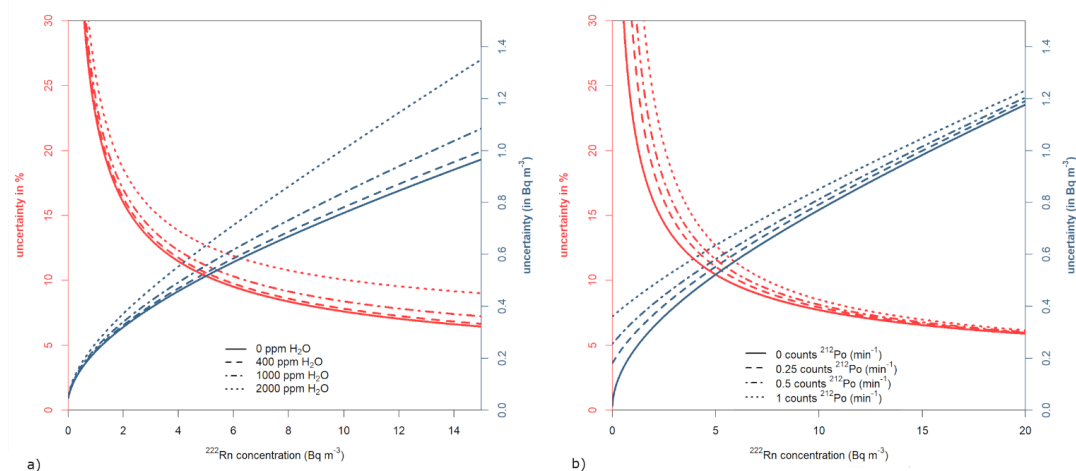 30
25
20
15
10
5
0
uncertainty in %
1.4
1.2
1.0
0.8
0.6
0.4
0.2
0.0
uncertainty (in Bq m⁻³)
0 ppm H₂O
400 ppm H₂O
1000 ppm H₂O
2000 ppm H₂O
0 2 4 6 8 10 12 14
²²²Rn concentration (Bq m⁻³)
a)
30
25
20
15
10
5
0
uncertainty in %
1.4
1.2
1.0
0.8
0.6
0.4
0.2
0.0
uncertainty (in Bq m⁻³)
0 counts ²¹²Po (min⁻¹)
0.25 counts ²¹²Po (min⁻¹)
0.5 counts ²¹²Po (min⁻¹)
1 counts ²¹²Po (min⁻¹)
0 5 10 15 20
²²²Rn concentration (Bq m⁻³)
b)